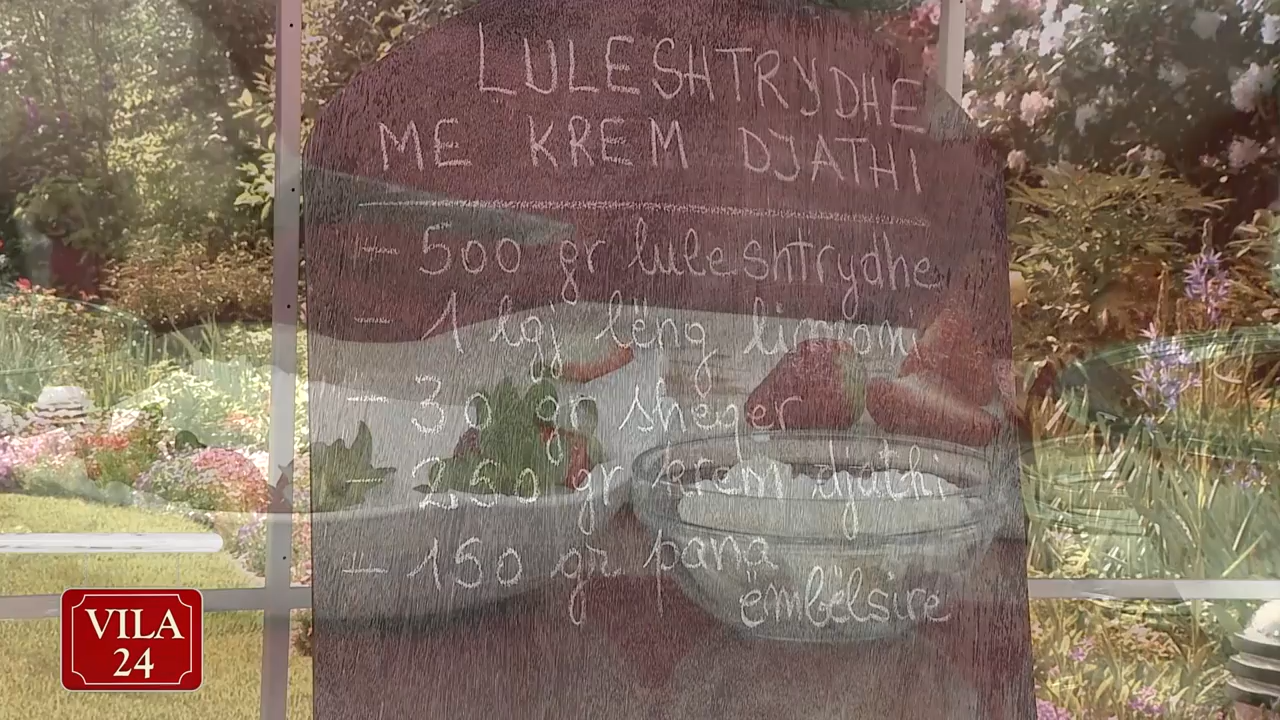 LULESHTRYDHE
ME KREM DJATHI
- 500 gr luleshtrydhe
- 1 lgj lëng limoni
- 30 gr sheqer
- 250 gr krem djathi
- 150 gr pana
ëmbëlsire
VILA
24